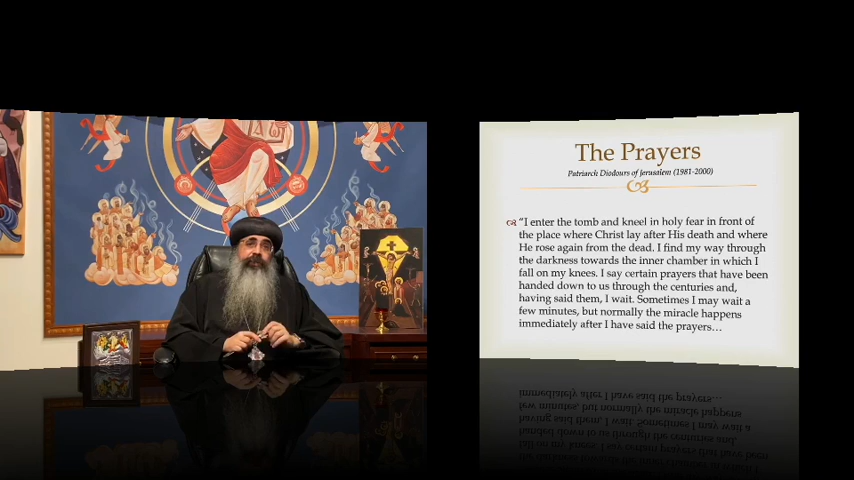 The Prayers
Patriarch Diodours of Jerusalem (1981-2000)
“I enter the tomb and kneel in holy fear in front of
the place where Christ lay after His death and where
He rose again from the dead. I find my way through
the darkness towards the inner chamber in which I
fall on my knees. I say certain prayers that have been
handed down to us through the centuries and,
having said them, I wait. Sometimes I may wait a
few minutes, but normally the miracle happens
immediately after I have said the prayers…